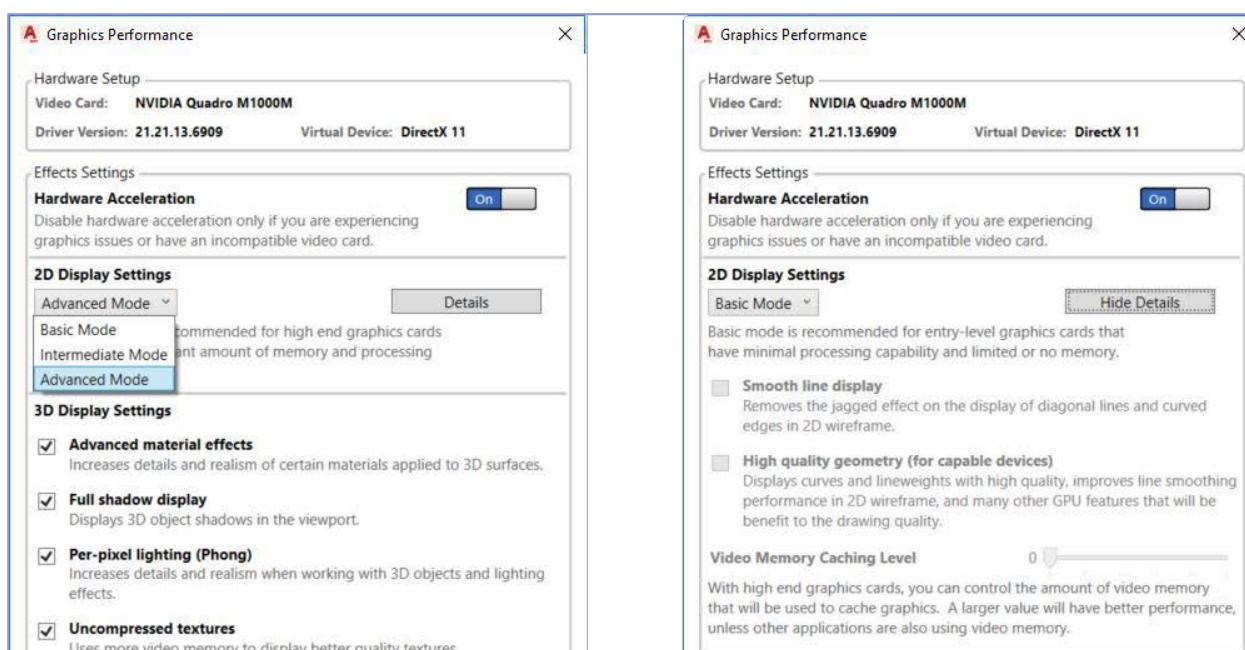 Graphics Performance
Hardware Setup
Video Card: NVIDIA Quadro M1000M
Driver Version: 21.21.13.6909 Virtual Device: DirectX 11
Effects Settings
Hardware Acceleration On
Disable hardware acceleration only if you are experiencing
graphics issues or have an incompatible video card.
2D Display Settings
Advanced Mode Details
Basic Mode
Intermediate Mode
Advanced Mode
commended for high end graphics cards
ant amount of memory and processing
3D Display Settings
Advanced material effects
Increases details and realism of certain materials applied to 3D surfaces.
Full shadow display
Displays 3D object shadows in the viewport.
Per-pixel lighting (Phong)
Increases details and realism when working with 3D objects and lighting
effects.
Uncompressed textures
Uses more video memory to display better quality textures.
Graphics Performance
Hardware Setup
Video Card: NVIDIA Quadro M1000M
Driver Version: 21.21.13.6909 Virtual Device: DirectX 11
Effects Settings
Hardware Acceleration On
Disable hardware acceleration only if you are experiencing
graphics issues or have an incompatible video card.
2D Display Settings
Basic Mode Hide Details
Basic mode is recommended for entry-level graphics cards that
have minimal processing capability and limited or no memory.
Smooth line display
Removes the jagged effect on the display of diagonal lines and curved
edges in 2D wireframe.
High quality geometry (for capable devices)
Displays curves and lineweights with high quality, improves line smoothing
performance in 2D wireframe, and many other GPU features that will be
benefit to the drawing quality.
Video Memory Caching Level 0
With high end graphics cards, you can control the amount of video memory
that will be used to cache graphics. A larger value will have better performance,
unless other applications are also using video memory.